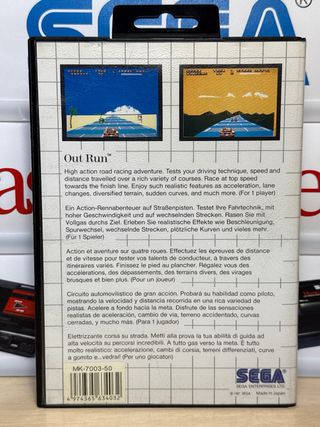 SEGA
Out Run™
High action road racing adventure. Tests your driving technique, speed and
distance travelled over a rich variety of courses. Race at top speed
towards the finish line. Enjoy such realistic features as acceleration, lane
changes, diversified terrain, sudden curves, and much more. (For 1 player)
Ein Action-Rennabenteuer auf Straßenpisten. Testet Ihre Fahrtechnik, mit
hoher Geschwindigkeit und auf wechselnden Strecken. Rasen Sie mit
Vollgas durchs Ziel. Erleben Sie realistische Effekte wie Beschleunigung,
Spurwechsel, wechselnde Strecken, plötzliche Kurven und vieles mehr.
(Für 1 Spieler)
Action et aventure sur quatre roues. Effectuez les épreuves de distance
et de vitesse pour tester vos talents de conducteur, à travers des
itinéraires variés. Finissez le pied au plancher. Régalez vous des
accélérations, des dépassements, des terrains divers, des virages
brusques et bien plus. (Pour un joueur)
Circuito automovilístico de gran acción. Probará su habilidad como piloto,
mostrando la velocidad y distancia recorrida en una rica variedad de
pistas. Acelere a fondo hacia la meta. Disfrute de las sensaciones
realistas de aceleración, cambio de vía, terreno accidentado, curvas
cerradas, y mucho más. (Para 1 jugador)
Elettrizzante corsa su strada. Metti alla prova la tua abilità di guida ad
alta velocità su percorsi incredibili. A tutto gas verso la meta. È tutto
molto realistico: accelerazione, cambi di corsia, terreni differenziali, curve
a gomito e...vedrai! (Per uno giocatori)
MK-7003-50
4974365634032
SEGA
SEGA ENTERPRISES LTD.
© '87 SEGA Made in Japan